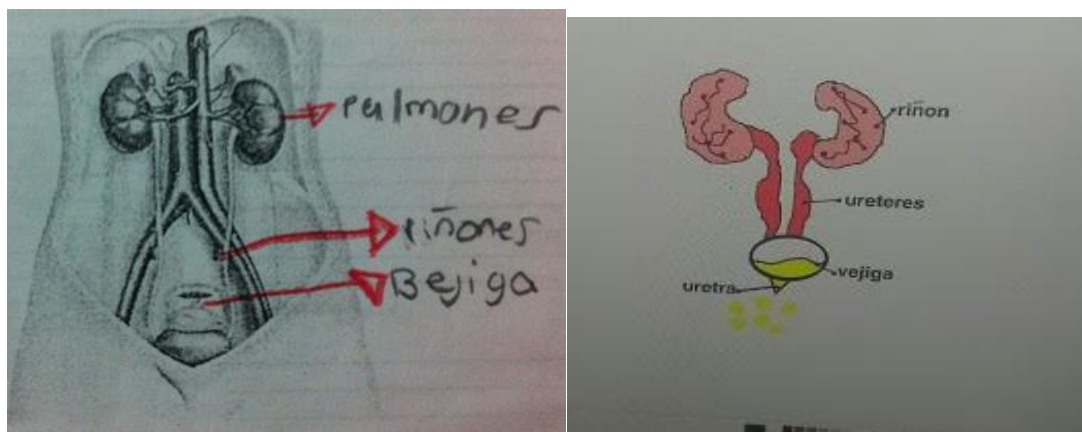 Pulmones
riñones
Bejiga
riñon
ureteres
vejiga
uretra